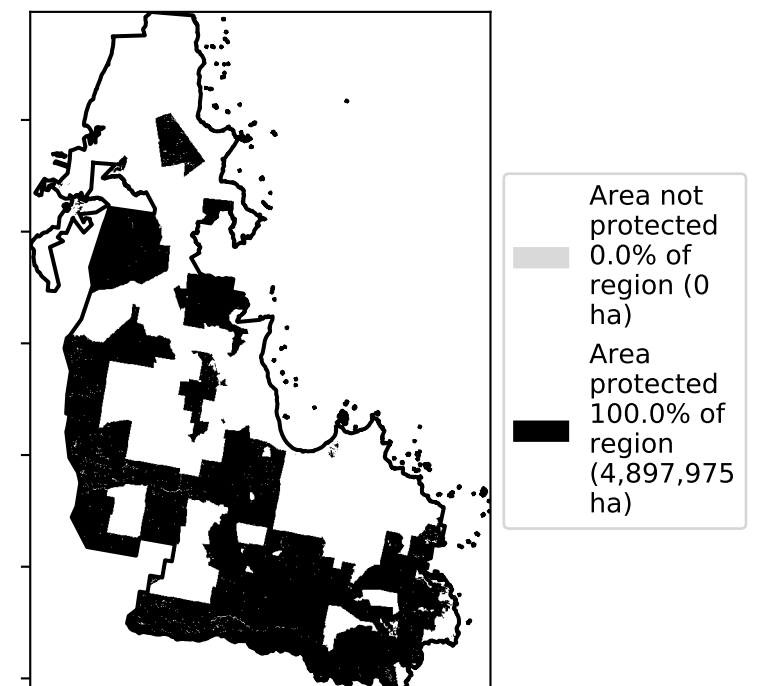 Area not
protected
0.0% of
region (0
ha)
Area
protected
100.0% of
region
(4,897,975
ha)